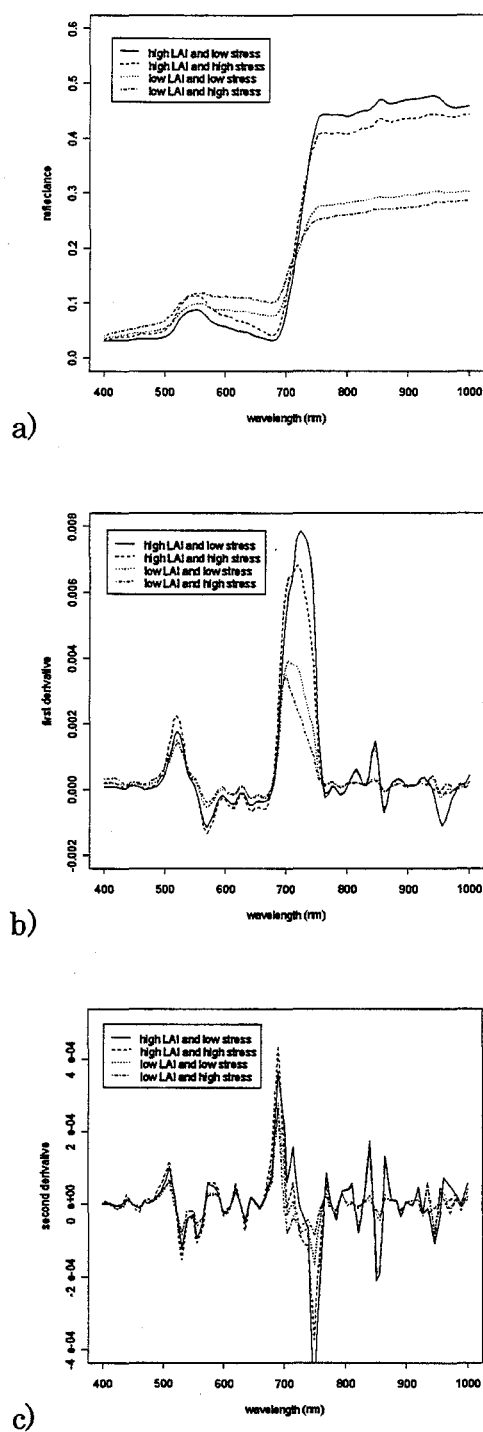 0.6
0.5
0.4
0.3
0.2
0.1
0.0
reflectance
high LAI and low stress
high LAI and high stress
low LAI and low stress
low LAI and high stress
400 500 600 700 800 900 1000
wavelength (nm)
a)
0.008
0.006
0.004
0.002
0.000
-0.002
first derivative
high LAI and low stress
high LAI and high stress
low LAI and low stress
low LAI and high stress
400 500 600 700 800 900 1000
wavelength (nm)
b)
4 e-04
2 e-04
0 e+00
-2 e-04
-4 e-04
second derivative
high LAI and low stress
high LAI and high stress
low LAI and low stress
low LAI and high stress
400 500 600 700 800 900 1000
wavelength (nm)
c)